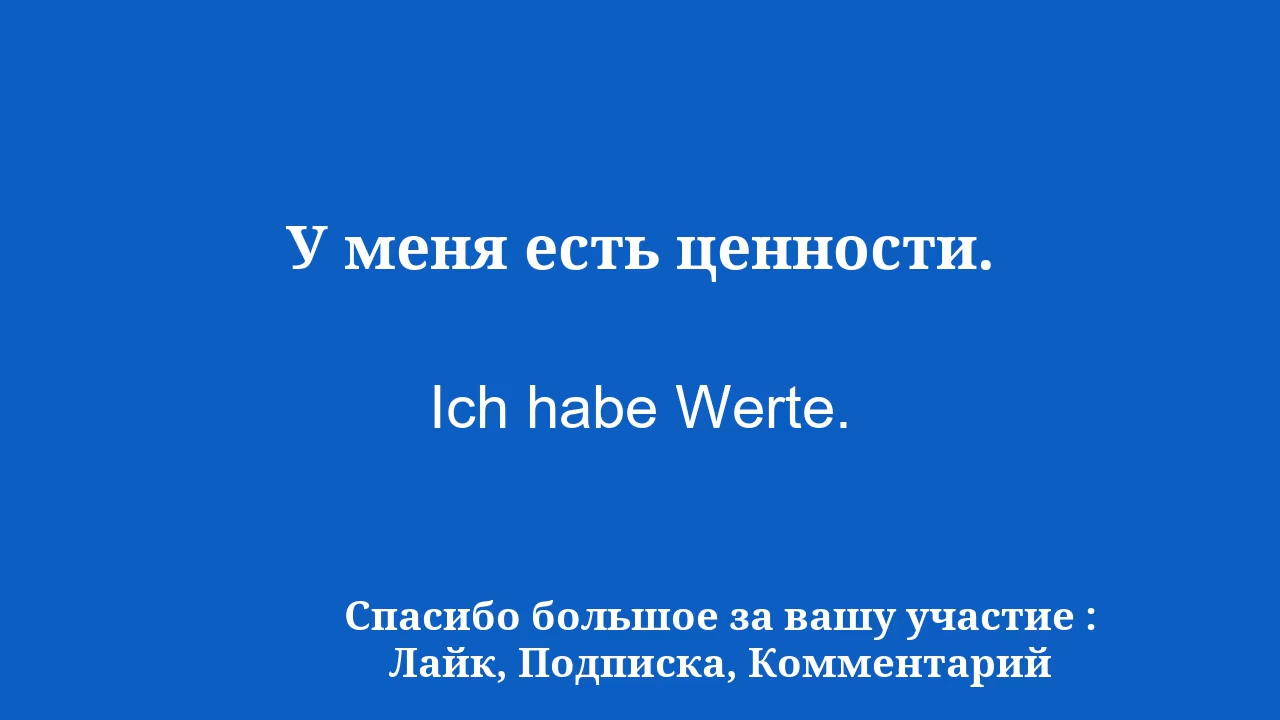 У меня есть ценности.
Ich habe Werte.
Спасибо большое за вашу участие :
Лайк, Подписка, Комментарий